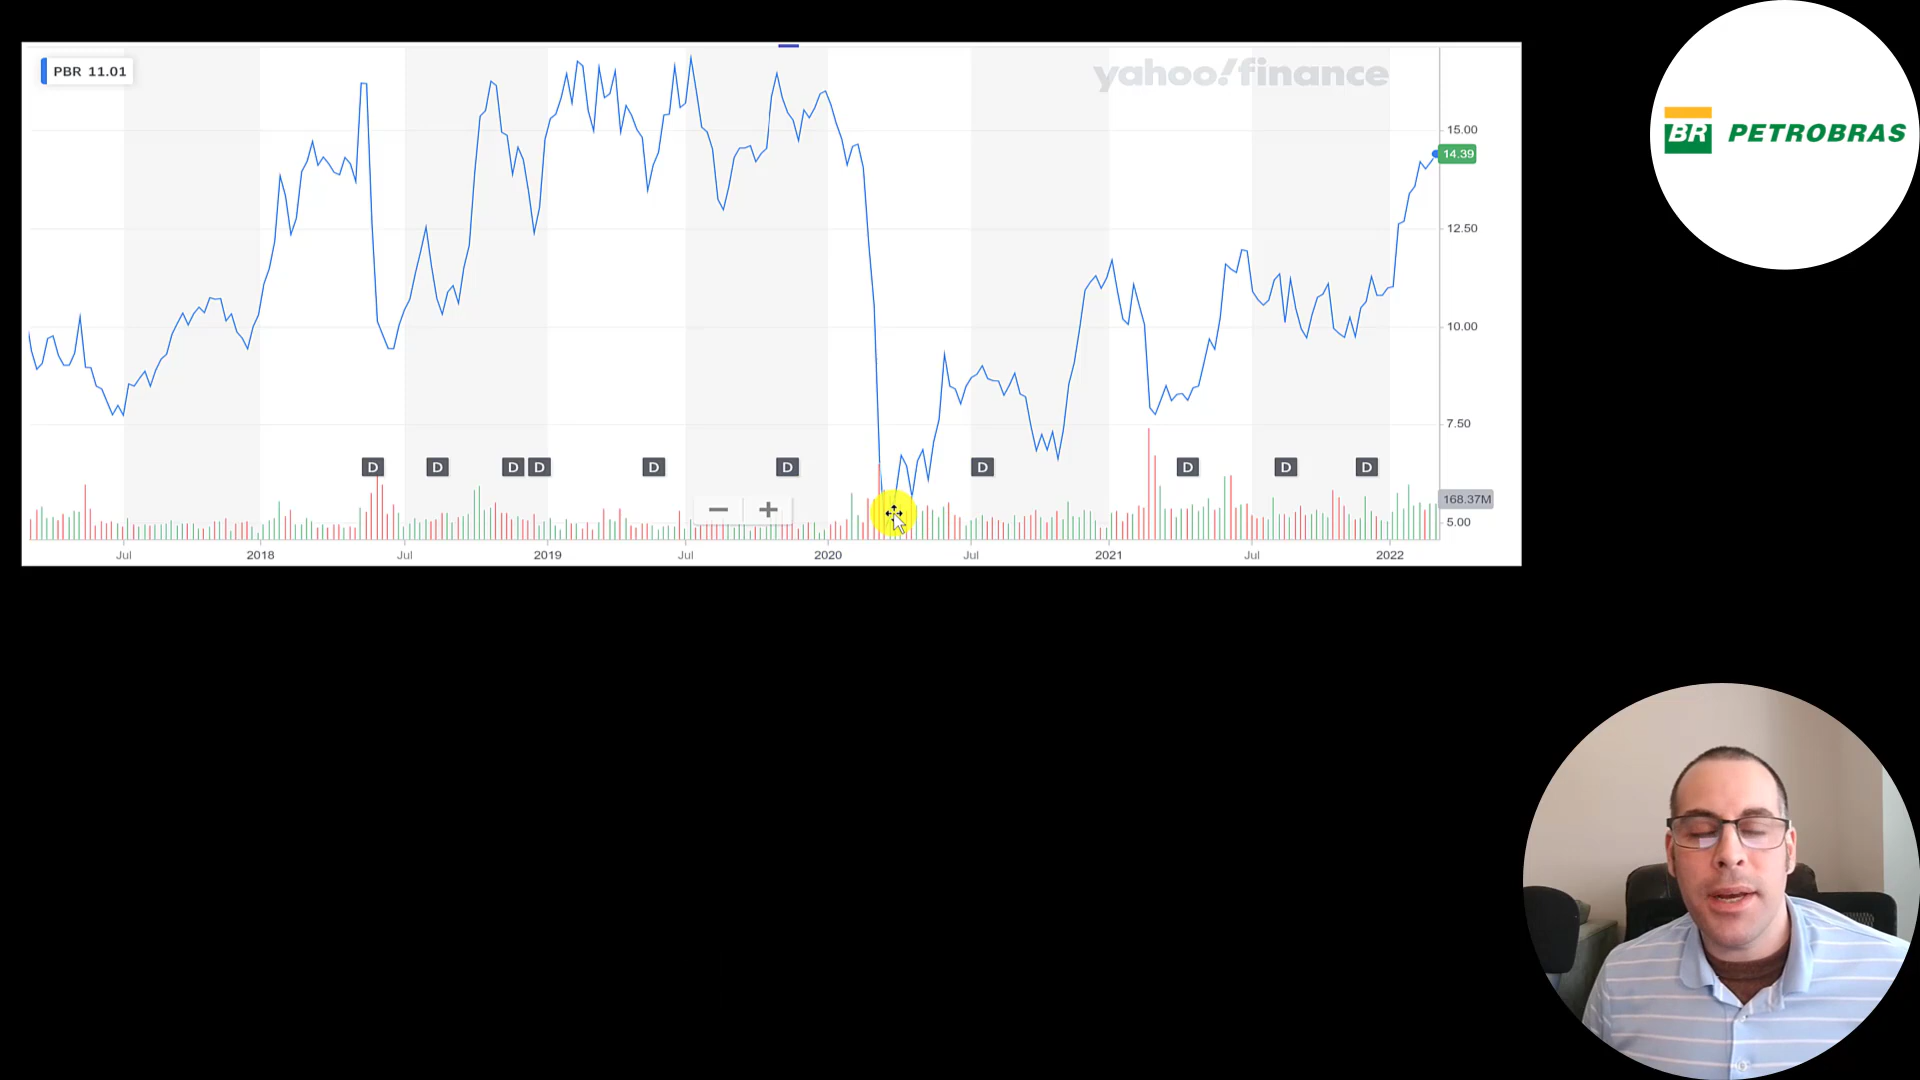 PBR 11.01
yahoo!finance
BR PETROBRAS
15.00
14.39
12.50
10.00
7.50
D D D D D D D D D D
168.37M
5.00
Jul 2018 Jul 2019 Jul 2020 Jul 2021 Jul 2022